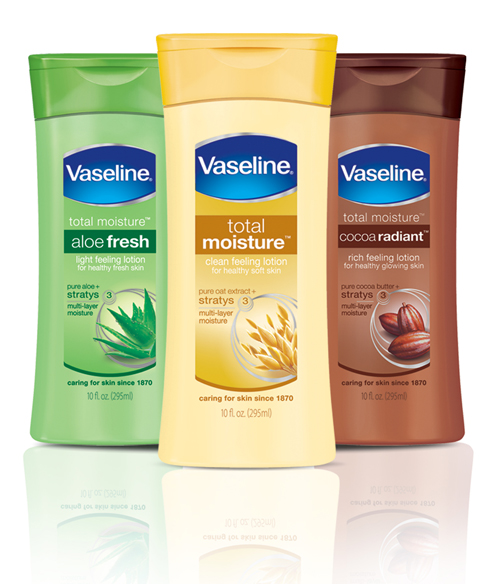 Vaseline®
total moisture™
aloe fresh
light feeling lotion
for healthy fresh skin
pure aloe +
stratys 3
multi-layer
moisture
caring for skin since 1870
10 fl. oz. (295ml)
Vaseline®
total
moisture™
clean feeling lotion
for healthy soft skin
pure oat extract +
stratys 3
multi-layer
moisture
caring for skin since 1870
10 fl. oz. (295ml)
Vaseline®
total moisture™
cocoa radiant™
rich feeling lotion
for healthy glowing skin
pure cocoa butter +
stratys 3
multi-layer
moisture
caring for skin since 1870
10 fl. oz. (295ml)